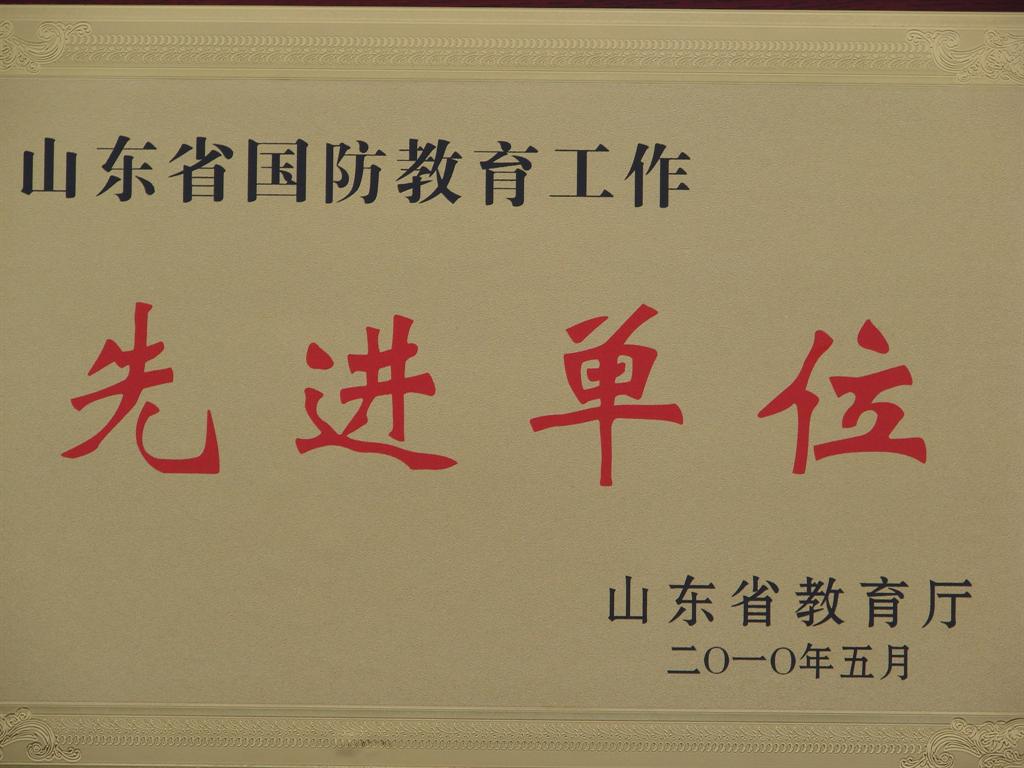 山东省国防教育工作
先进单位
山东省教育厅
二〇一〇年五月